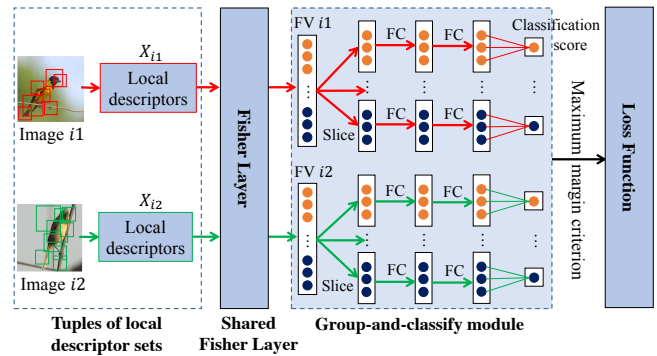 FV i1
FC
FC
Classification
score
X_{i1}
Local
descriptors
Image i1
Fisher Layer
...
Slice
FC
FC
FV i2
Maximum
margin criterion
Loss Function
X_{i2}
Local
descriptors
Image i2
FC
FC
...
Slice
FC
FC
Tuples of local
descriptor sets
Shared
Fisher Layer
Group-and-classify module